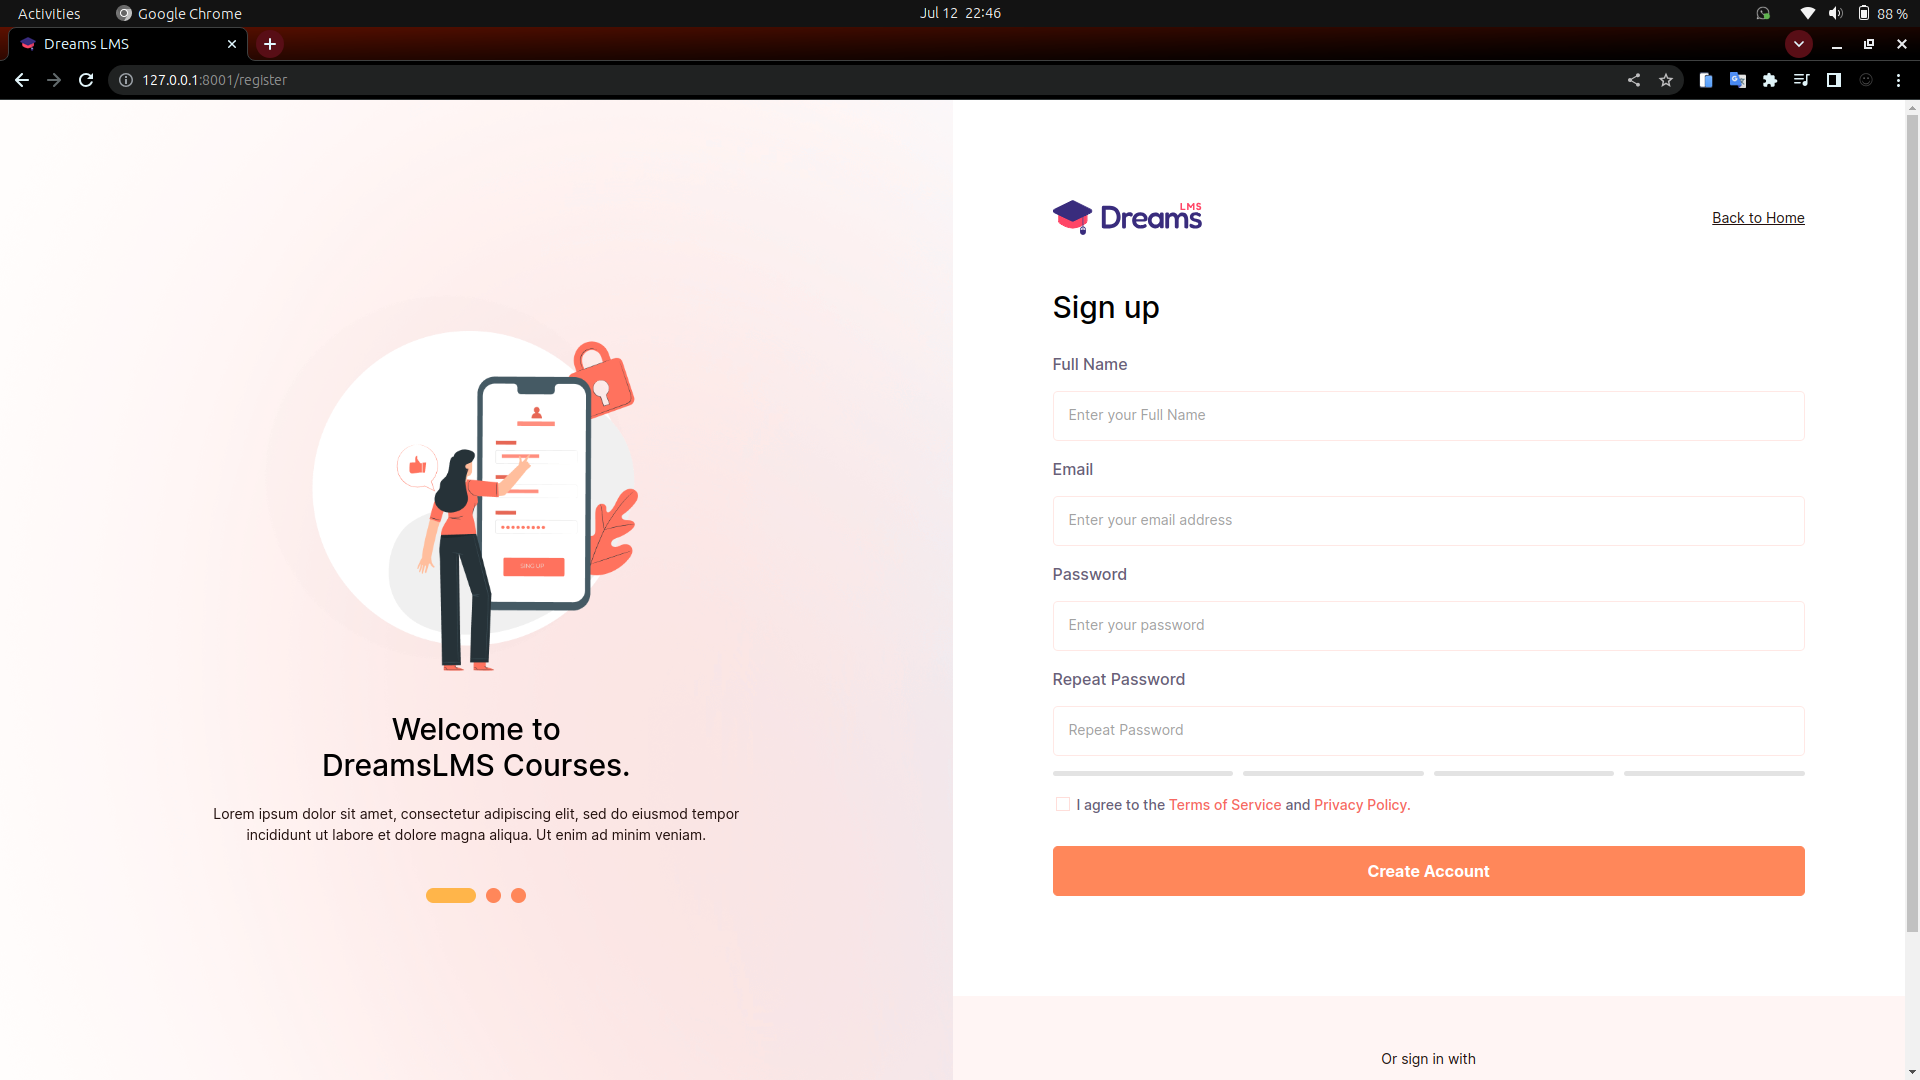 Activities
Google Chrome
Jul 12 22:46
88 %
Dreams LMS
127.0.0.1:8001/register
Dreams LMS
Back to Home
Sign up
Full Name
Enter your Full Name
Email
Enter your email address
Password
Enter your password
Repeat Password
Repeat Password
I agree to the Terms of Service and Privacy Policy.
Create Account
Or sign in with
SING UP
Welcome to
DreamsLMS Courses.
Lorem ipsum dolor sit amet, consectetur adipiscing elit, sed do eiusmod tempor
incididunt ut labore et dolore magna aliqua. Ut enim ad minim veniam.